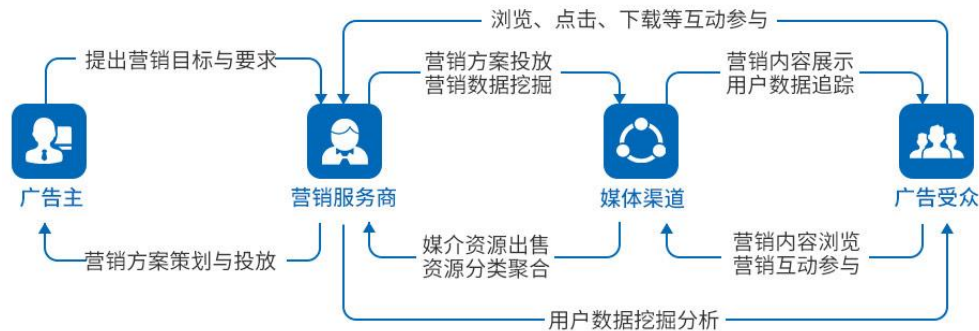 浏览、点击、下载等互动参与
提出营销目标与要求
营销方案投放
营销数据挖掘
营销内容展示
用户数据追踪
广告主
营销服务商
媒体渠道
广告受众
营销方案策划与投放
媒介资源出售
资源分类聚合
营销内容浏览
营销互动参与
用户数据挖掘分析